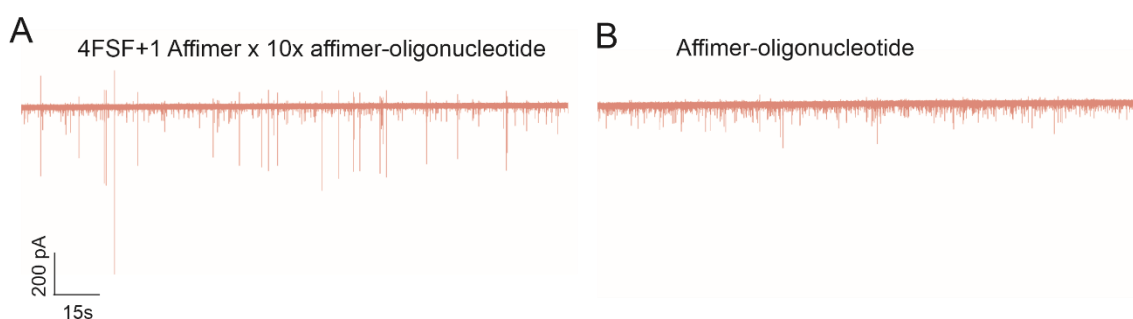 A
4FSF+1 Affimer x 10x affimer-oligonucleotide
200 pA
15s
B
Affimer-oligonucleotide